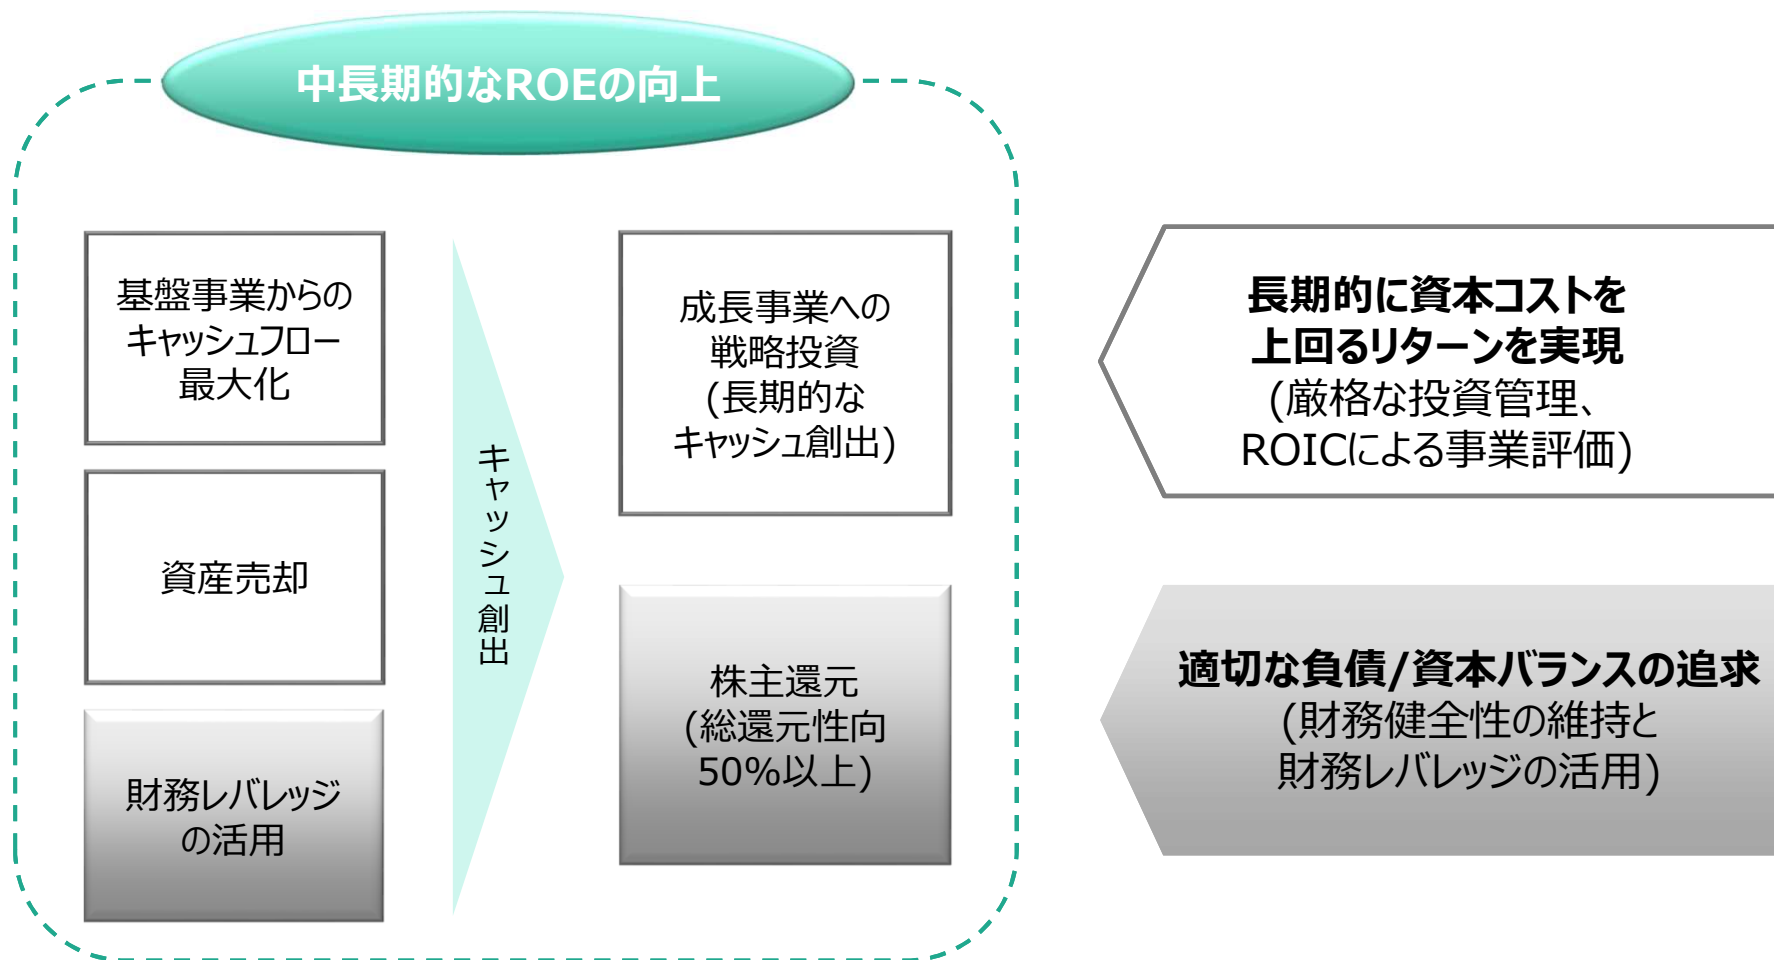 中長期的なROEの向上
基盤事業からの
キャッシュフロー
最大化
資産売却
財務レバレッジ
の活用
キャッシュ創出
成長事業への
戦略投資
(長期的な
キャッシュ創出)
株主還元
(総還元性向
50%以上)
長期的に資本コストを
上回るリターンを実現
(厳格な投資管理、
ROICによる事業評価)
適切な負債/資本バランスの追求
(財務健全性の維持と
財務レバレッジの活用)